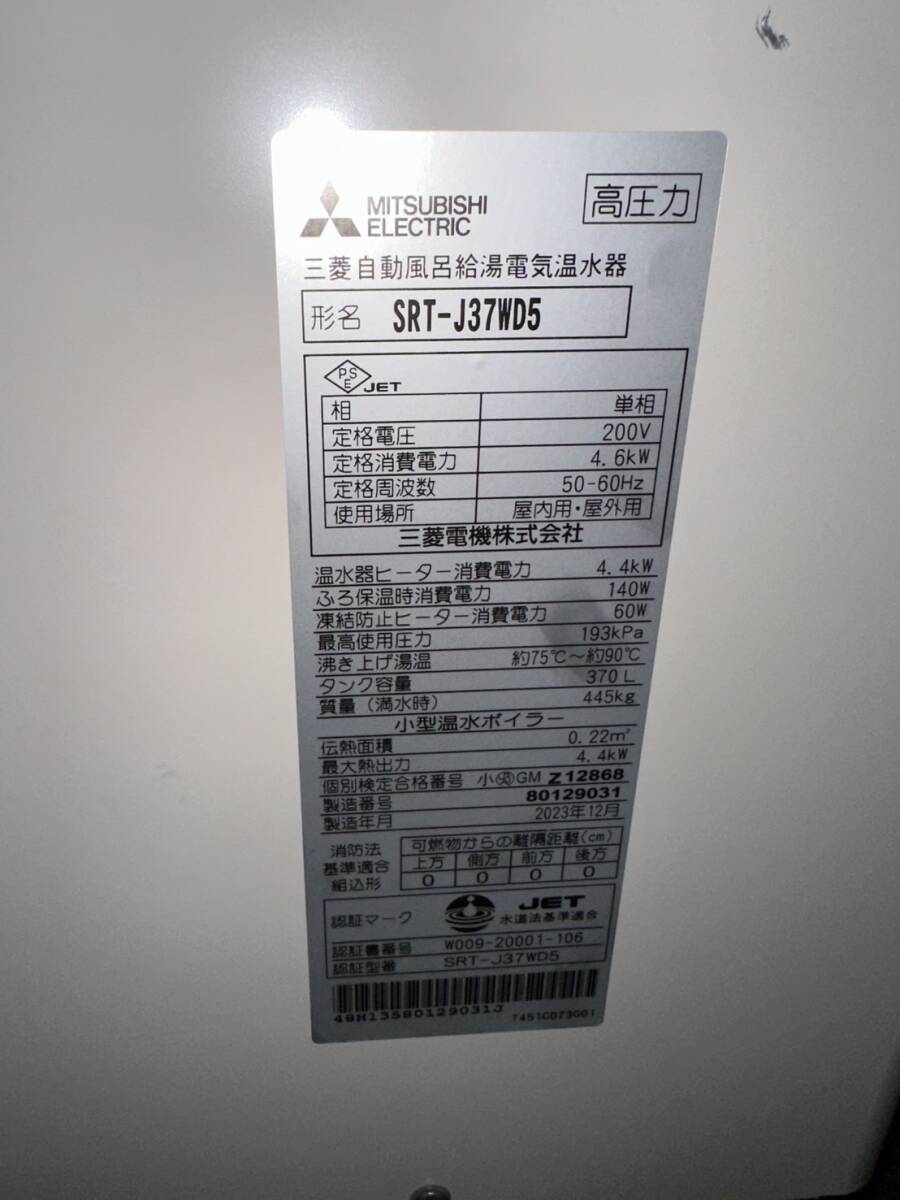 MITSUBISHI
ELECTRIC
高圧力
三菱自動風呂給湯電気温水器
形名 SRT-J37WD5
PSE JET
相 単相
定格電圧 200V
定格消費電力 4.6kW
定格周波数 50-60Hz
使用場所 屋内用・屋外用
三菱電機株式会社
温水器ヒーター消費電力 4.4kW
ふろ保温時消費電力 140W
凍結防止ヒーター消費電力 60W
最高使用圧力 193kPa
沸き上げ湯温 約75℃～約90℃
タンク容量 370L
質量（満水時） 445kg
小型温水ボイラー
伝熱面積 0.22m²
最大熱出力 4.4kW
個別検定合格番号 小 GM Z12868
製造番号 80129031
製造年月 2023年12月
消防法
基準適合
組込形
可燃物からの離隔距離(cm)
上方 側方 前方 後方
0 0 0 0
認証マーク JET
水道法基準適合
認証書番号 W009-20001-106
認証型番 SRT-J37WD5
49H13580129031J T451C073G01